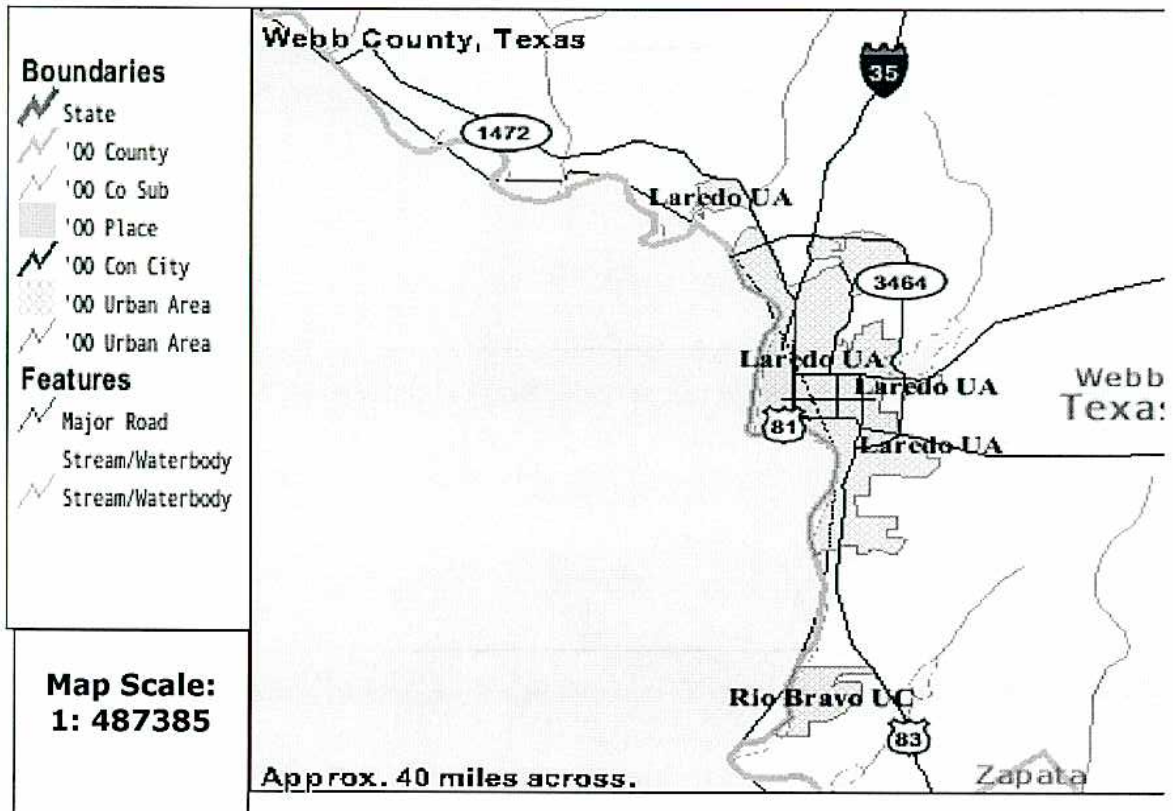 Boundaries
State
'00 County
'00 Co Sub
'00 Place
'00 Con City
'00 Urban Area
'00 Urban Area
Features
Major Road
Stream/Waterbody
Stream/Waterbody
Map Scale:
1: 487385
Webb County, Texas
35
1472
Laredo UA
3464
Laredo UA
Laredo UA
Webb
Texas
81
Laredo UA
Rio Bravo UC
83
Zapata
Approx. 40 miles across.